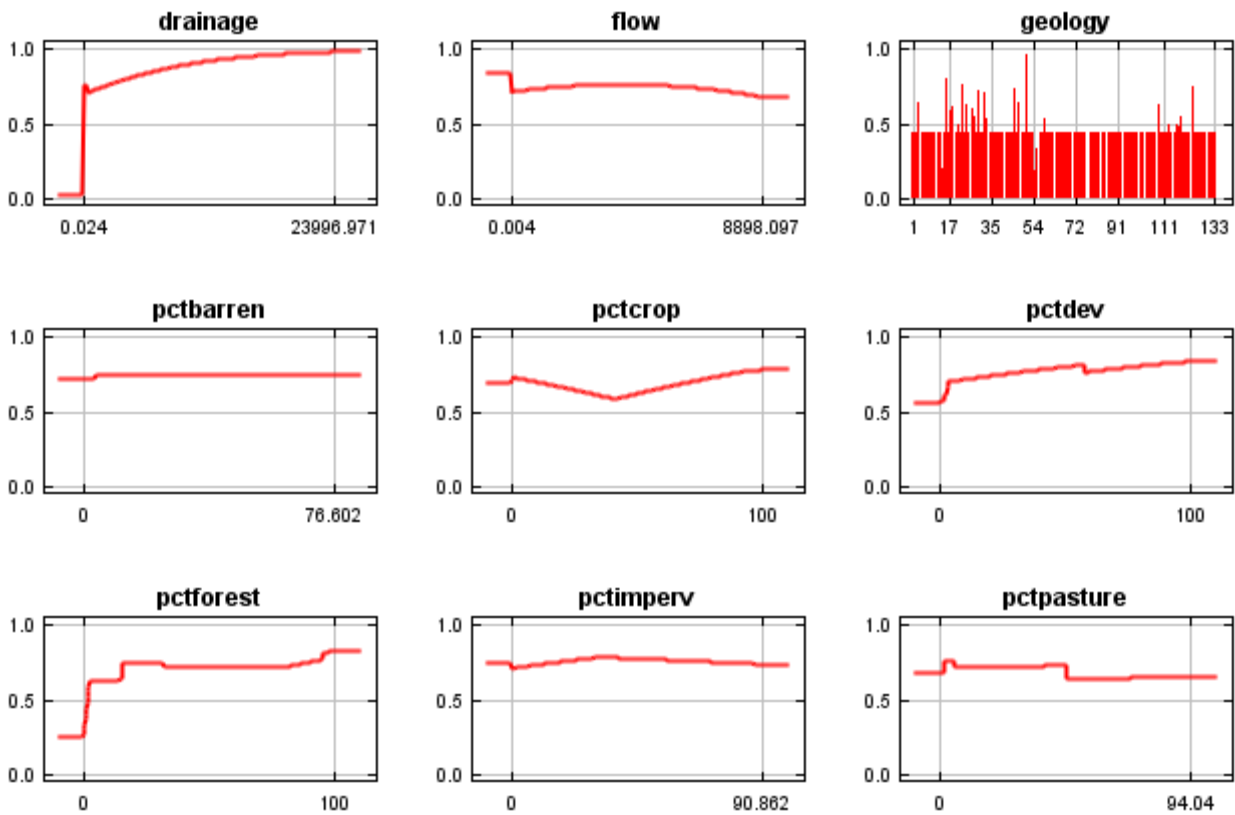 drainage flow geology
1.0 1.0 1.0
0.5 0.5 0.5
0.0 0.0 0.0
0.024 23996.971 0.004 8898.097 1 17 35 54 72 91 111 133
pctbarren pctcrop pctdev
1.0 1.0 1.0
0.5 0.5 0.5
0.0 0.0 0.0
0 76.602 0 100 0 100
pctforest pctimperv pctpasture
1.0 1.0 1.0
0.5 0.5 0.5
0.0 0.0 0.0
0 100 0 90.862 0 94.04